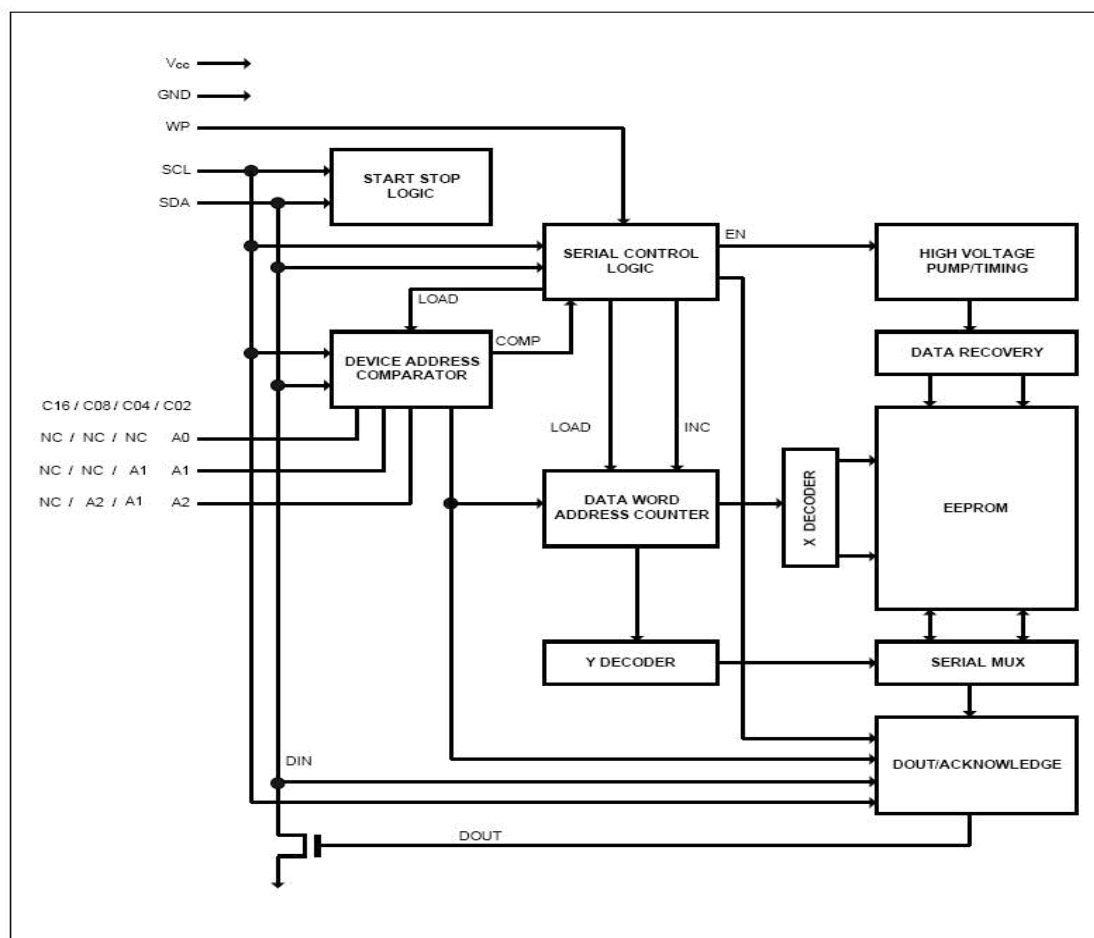 Vcc
GND
WP
SCL
SDA
START STOP
LOGIC
SERIAL CONTROL
LOGIC
EN
HIGH VOLTAGE
PUMP/TIMING
LOAD
COMP
DEVICE ADDRESS
COMPARATOR
DATA RECOVERY
C16 / C08 / C04 / C02
NC / NC / NC A0
NC / NC / A1 A1
NC / A2 / A1 A2
LOAD
INC
DATA WORD
ADDRESS COUNTER
X DECODER
EEPROM
Y DECODER
SERIAL MUX
DIN
DOUT/ACKNOWLEDGE
DOUT